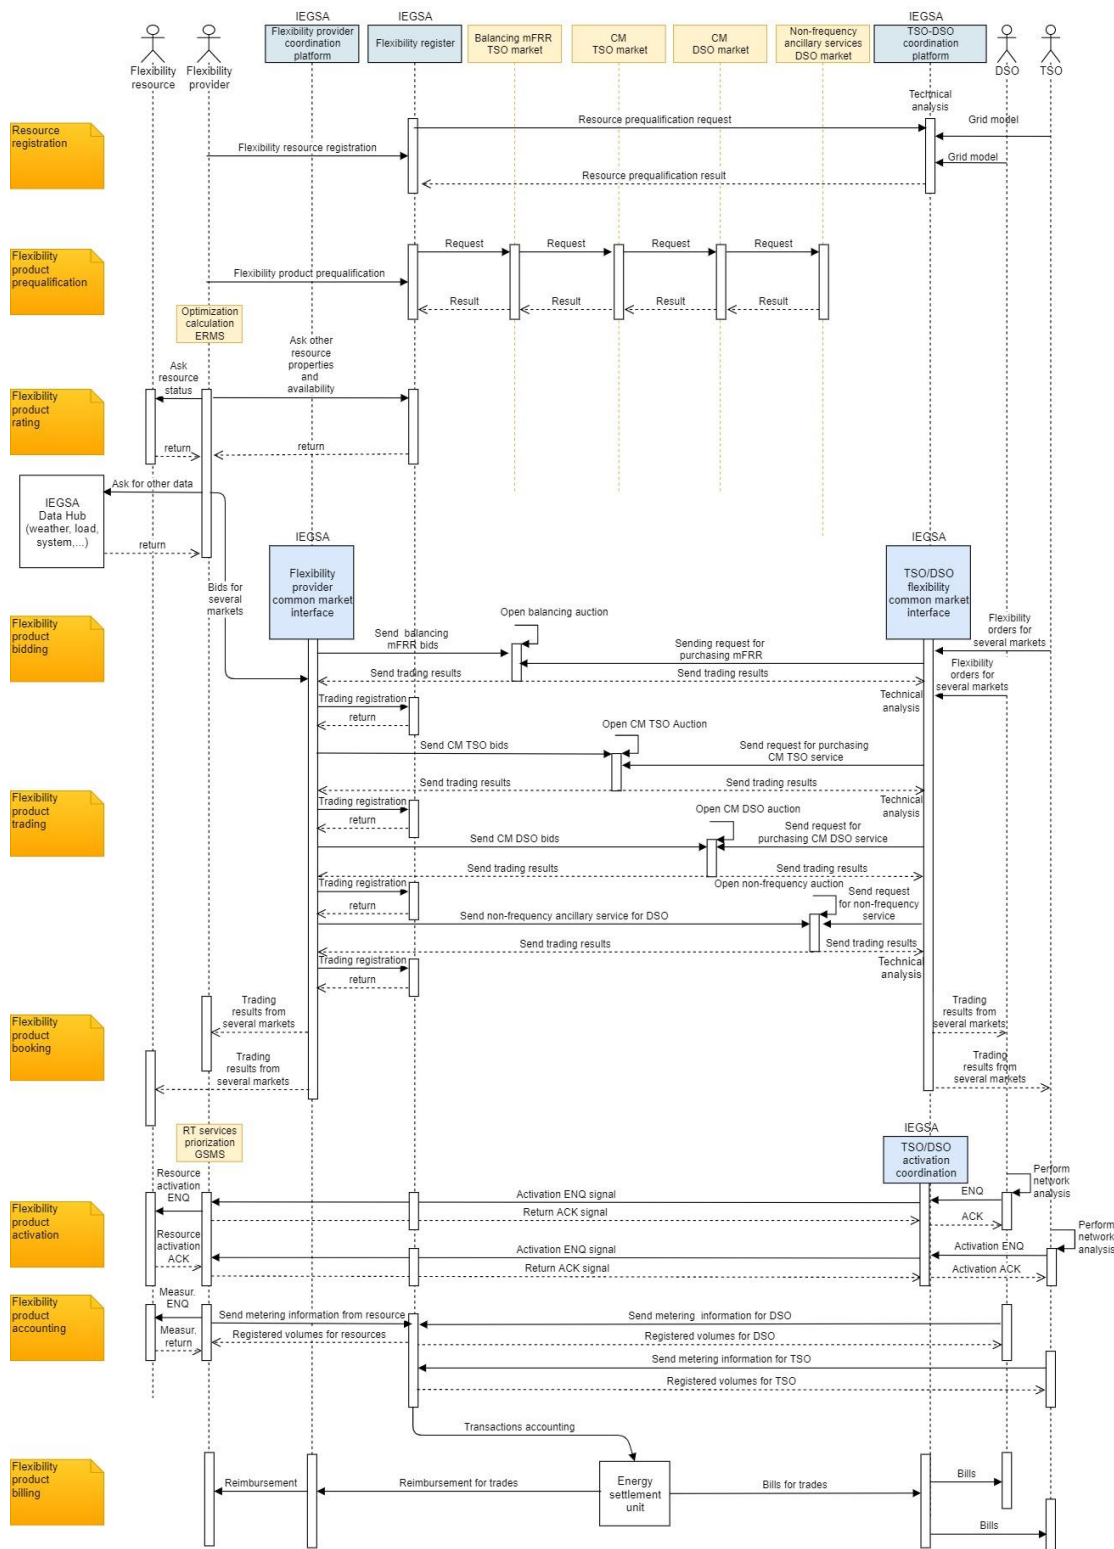 IEGSA
IEGSA
IEGSA
Flexibility
resource
Flexibility
provider
Flexibility provider
coordination
platform
Flexibility register
Balancing mFRR
TSO market
CM
TSO market
CM
DSO market
Non-frequency
ancillary services
DSO market
TSO-DSO
coordination
platform
DSO
TSO
Resource
registration
Technical
analysis
Resource prequalification request
Grid model
Flexibility resource registration
Grid model
Resource prequalification result
Flexibility
product
prequalification
Request
Request
Request
Request
Flexibility product prequalification
Result
Result
Result
Result
Optimization
calculation
ERMS
Flexibility
product
rating
Ask
resource
status
Ask other
resource
properties
and
availability
return
return
IEGSA
Data Hub
(weather, load,
system,...)
Ask for other data
return
Bids for
several
markets
IEGSA
Flexibility
provider
common market
interface
IEGSA
TSO/DSO
flexibility
common market
interface
Flexibility
product
bidding
Open balancing auction
Send balancing
mFRR bids
Sending request for
purchasing mFRR
Flexibility
orders for
several markets
Send trading results
Send trading results
Flexibility
orders for
several markets
Trading registration
return
Technical
analysis
Open CM TSO Auction
Send CM TSO bids
Send request for purchasing
CM TSO service
Flexibility
product
trading
Send trading results
Send trading results
Trading registration
return
Technical
analysis
Open CM DSO auction
Send CM DSO bids
Send request for
purchasing CM DSO service
Send trading results
Send trading results
Trading registration
return
Open non-frequency auction
Send non-frequency ancillary service for DSO
Send request
for non-frequency
service
Send trading results
Send trading results
Trading registration
return
Technical
analysis
Flexibility
product
booking
Trading
results from
several markets
Trading
results from
several markets
Trading
results from
several markets
Trading
results from
several markets
RT services
priorization
GSMS
IEGSA
TSO/DSO
activation
coordination
Flexibility
product
activation
Resource
activation
ENQ
Activation ENQ signal
ENQ
Perform
network
analysis
Return ACK signal
ACK
Resource
activation
ACK
Activation ENQ signal
Activation ENQ
Perform
network
analysis
Return ACK signal
Activation ACK
Flexibility
product
accounting
Measur.
ENQ
Send metering information from resource
Send metering information for DSO
Measur.
return
Registered volumes for resources
Registered volumes for DSO
Send metering information for TSO
Registered volumes for TSO
Transactions accounting
Flexibility
product
billing
Reimbursement
Reimbursement for trades
Energy
settlement
unit
Bills for trades
Bills
Bills